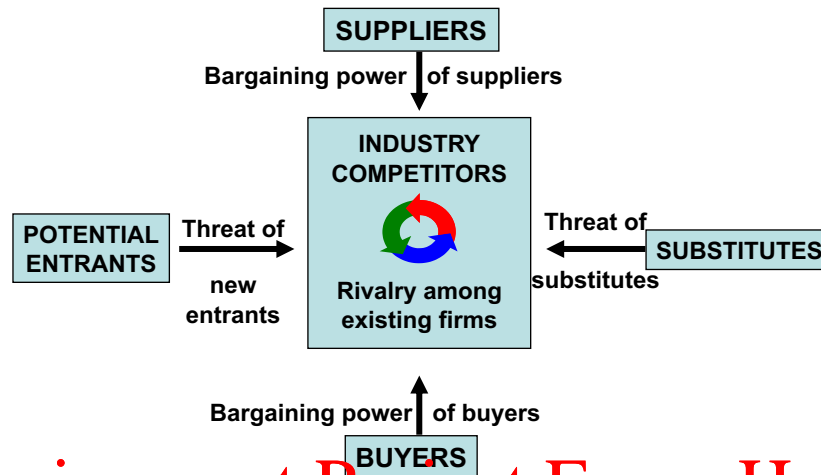 SUPPLIERS
Bargaining power of suppliers
INDUSTRY
COMPETITORS
POTENTIAL
ENTRANTS
Threat of
new
entrants
Rivalry among
existing firms
Threat of
substitutes
SUBSTITUTES
Bargaining power of buyers
BUYERS